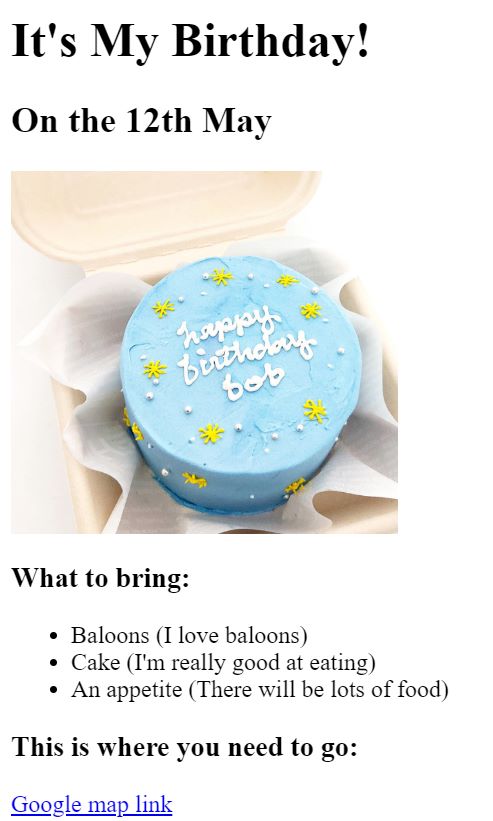 It's My Birthday!
On the 12th May
happy
birthday
bob
What to bring:
Baloons (I love baloons)
Cake (I'm really good at eating)
An appetite (There will be lots of food)
This is where you need to go:
Google map link